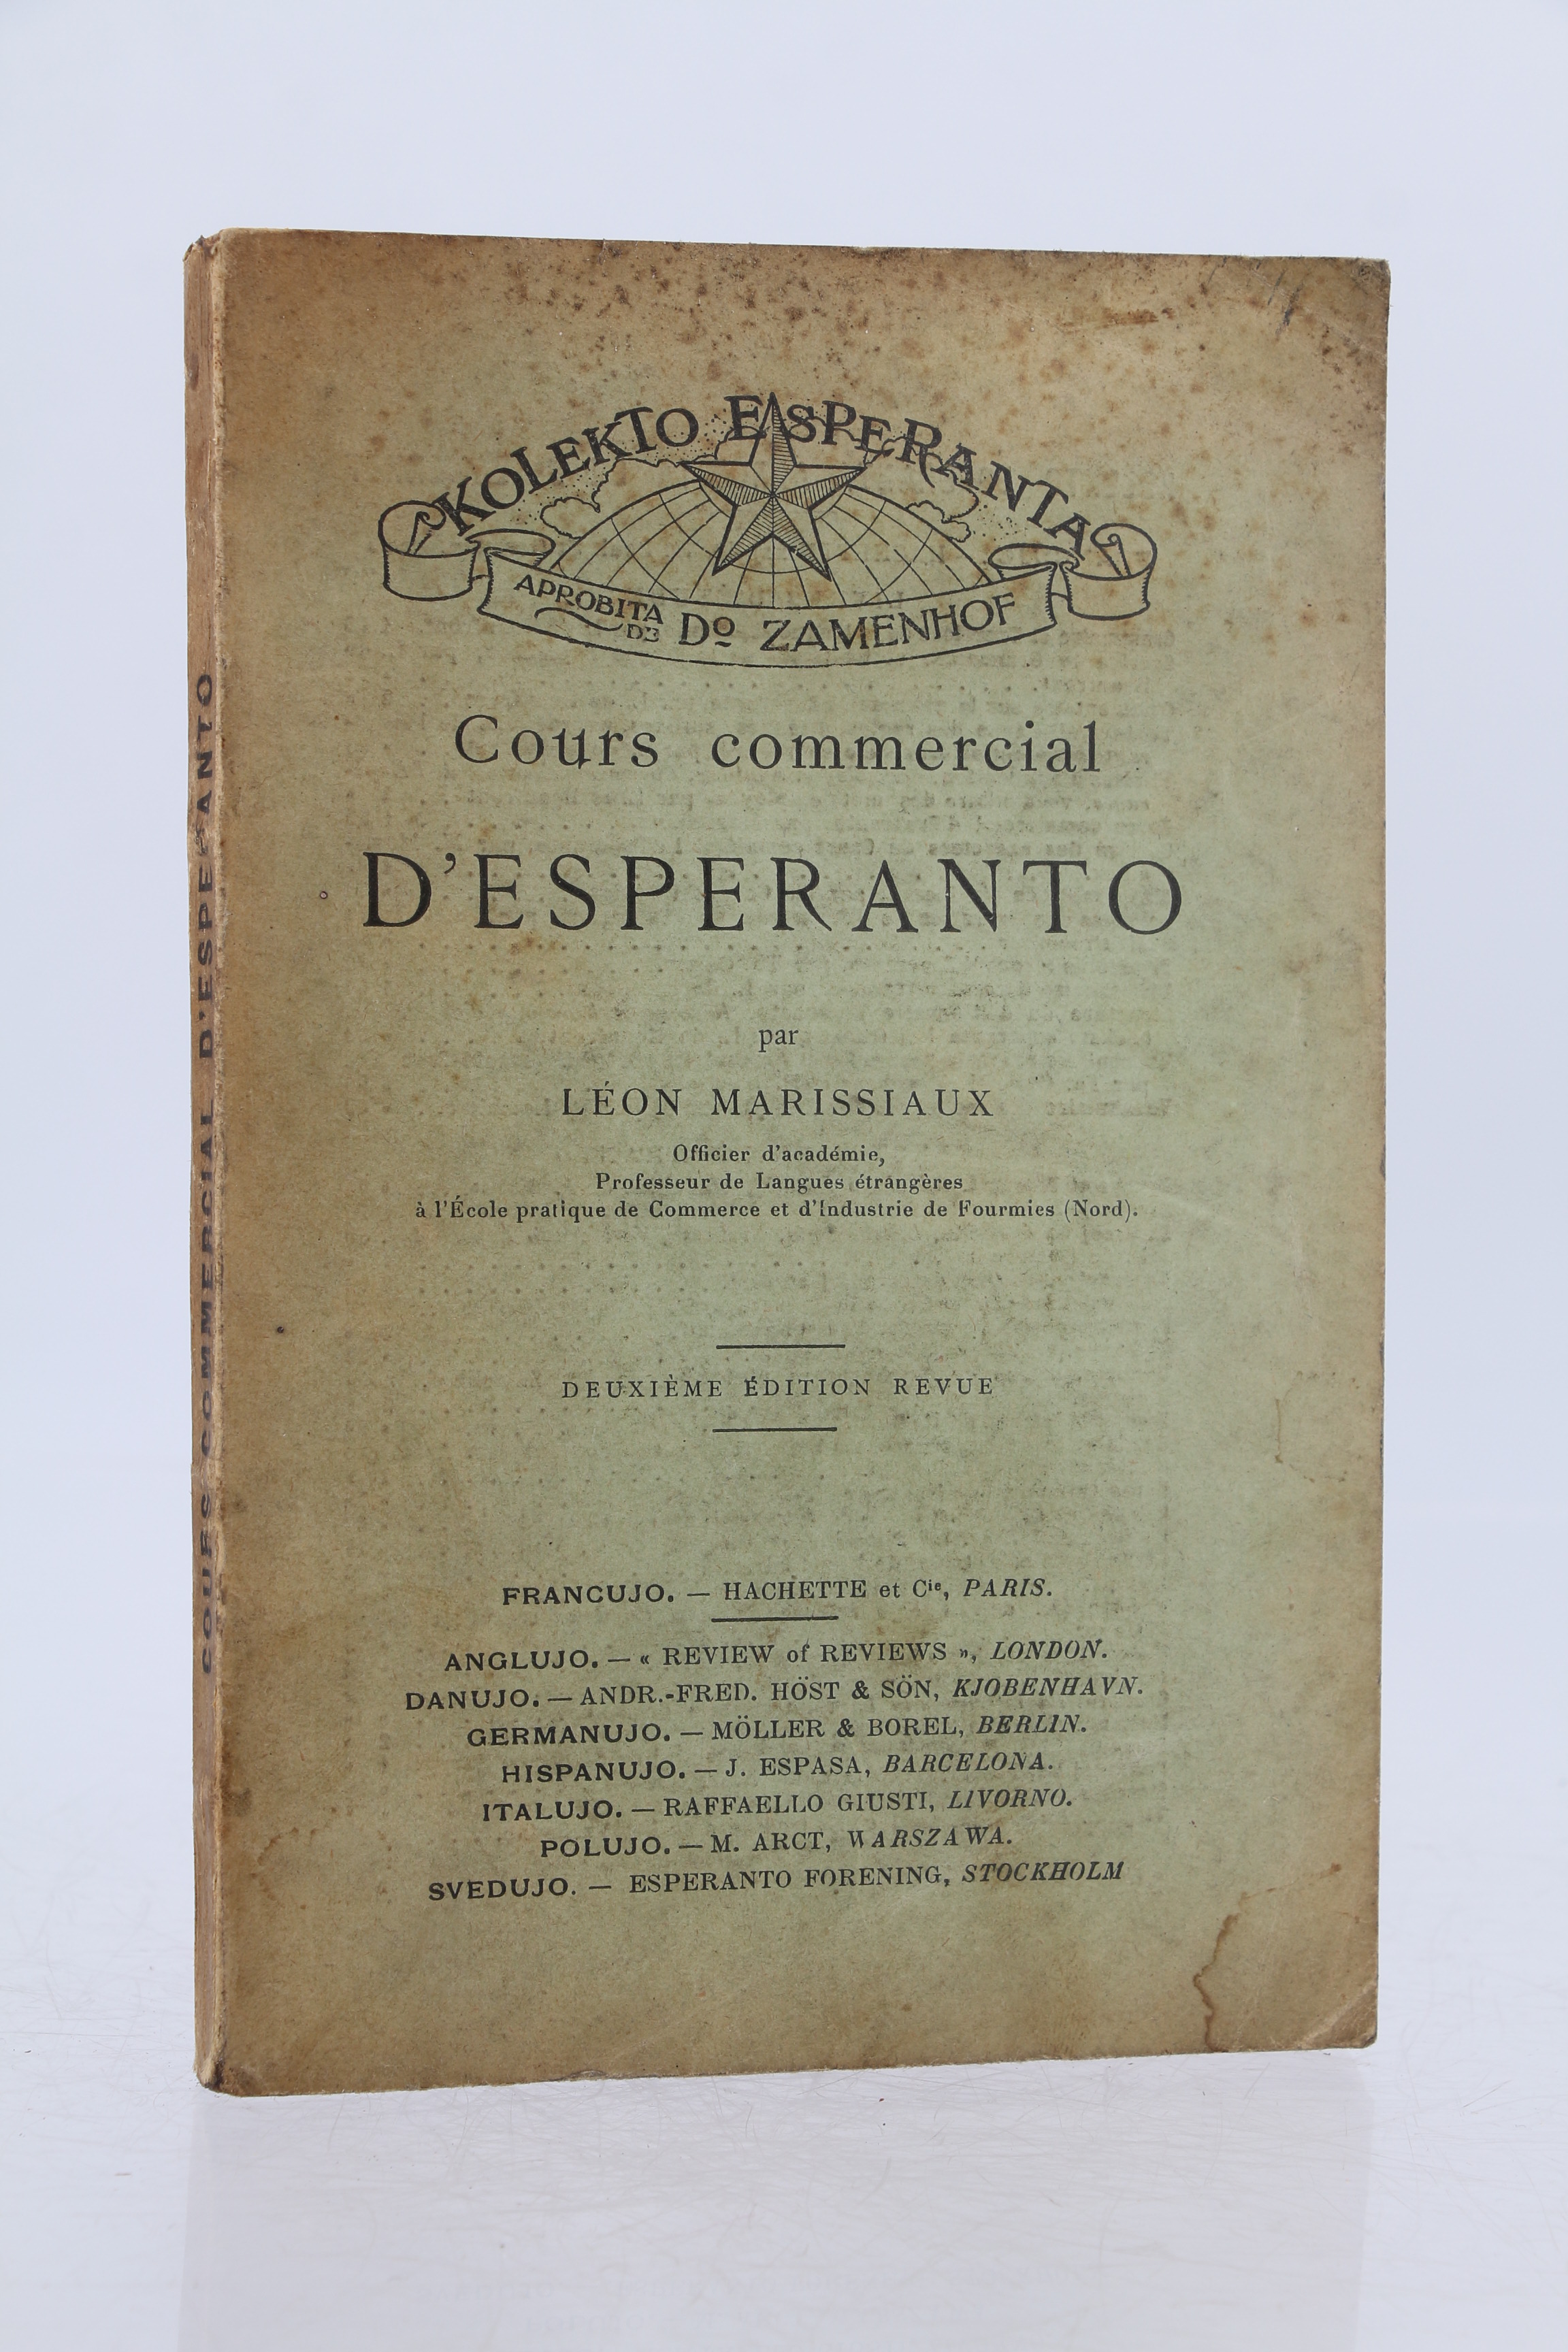 KOLEKTO ESPERANTA
APROBITA DE Dº ZAMENHOF
Cours commercial
D'ESPERANTO
par
LÉON MARISSIAUX
Officier d'académie,
Professeur de Langues étrangères
à l'École pratique de Commerce et d'Industrie de Fourmies (Nord).
DEUXIÈME ÉDITION REVUE
FRANCUJO. — HACHETTE et Cie, PARIS.
ANGLUJO. — « REVIEW of REVIEWS », LONDON.
DANUJO. — ANDR.-FRED. HÖST & SÖN, KJOBENHAVN.
GERMANUJO. — MÖLLER & BOREL, BERLIN.
HISPANUJO. — J. ESPASA, BARCELONA.
ITALUJO. — RAFFAELLO GIUSTI, LIVORNO.
POLUJO. — M. ARCT, WARSZAWA.
SVEDUJO. — ESPERANTO FORENING, STOCKHOLM
COURS COMMERCIAL D'ESPERANTO